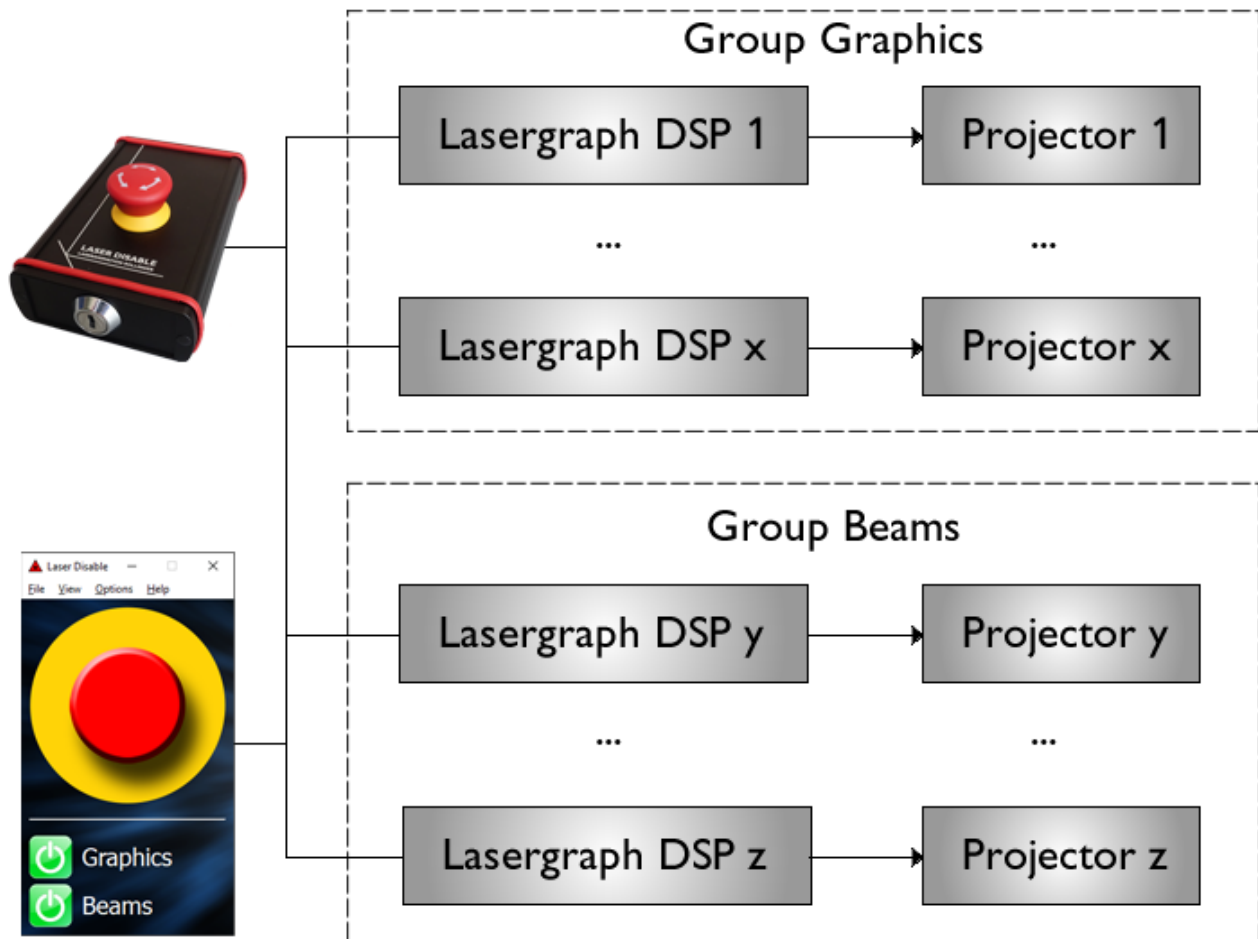 Group Graphics
Lasergraph DSP 1
Projector 1
...
...
Lasergraph DSP x
Projector x
LASER DISABLE
Group Beams
Laser Disable
File View Options Help
Lasergraph DSP y
Projector y
...
...
Graphics
Beams
Lasergraph DSP z
Projector z